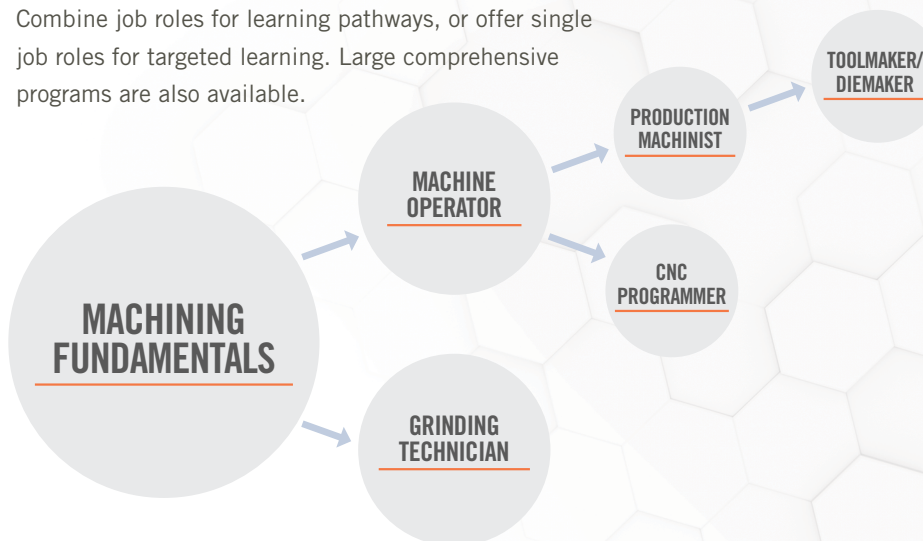 Combine job roles for learning pathways, or offer single
job roles for targeted learning. Large comprehensive
programs are also available.
TOOLMAKER/
DIEMAKER
PRODUCTION
MACHINIST
MACHINE
OPERATOR
CNC
PROGRAMMER
MACHINING
FUNDAMENTALS
GRINDING
TECHNICIAN